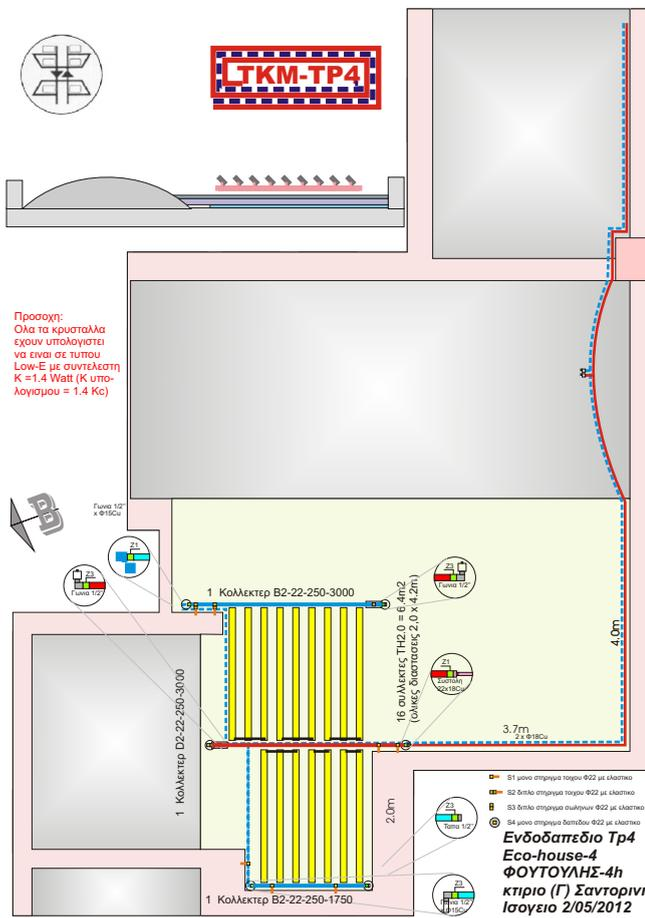 TKM-TP4
Προσοχη:
Ολα τα κρυσταλλα
εχουν υπολογιστει
να ειναι σε τυπου
Low-E με συντελεστη
K =1.4 Watt (K υπο-
λογισμου = 1.4 Kc)
B
Γωνια 1/2"
x Φ15Cu
Z1
Z3
Γωνια 1/2"
1 Κολλεκτερ B2-22-250-3000
Z3
Γωνια 1/2"
16 συλλεκτες TH2.0 = 6.4m2
(ολικες διαστασεις 2,0 x 4.2m)
4.0m
Z1
Συστολη
22x18Cu
1 Κολλεκτερ D2-22-250-3000
3.7m
2 x Φ18Cu
2.0m
S1 μονο στηριγμα τοιχου Φ22 με ελαστικο
S2 διπλο στηριγμα τοιχου Φ22 με ελαστικο
S3 διπλο στηριγμα σωληνων Φ22 με ελαστικο
S4 μονο στηριγμα δαπεδου Φ22 με ελαστικο
Z3
Ταπα 1/2"
Ενδοδαπεδιο Tp4
Eco-house-4
ΦΟΥΤΟΥΛΗΣ-4h
κτιριο (Γ) Σαντορινη
Ισογειο 2/05/2012
Z3
Γωνια 1/2"
x Φ15Cu
1 Κολλεκτερ B2-22-250-1750